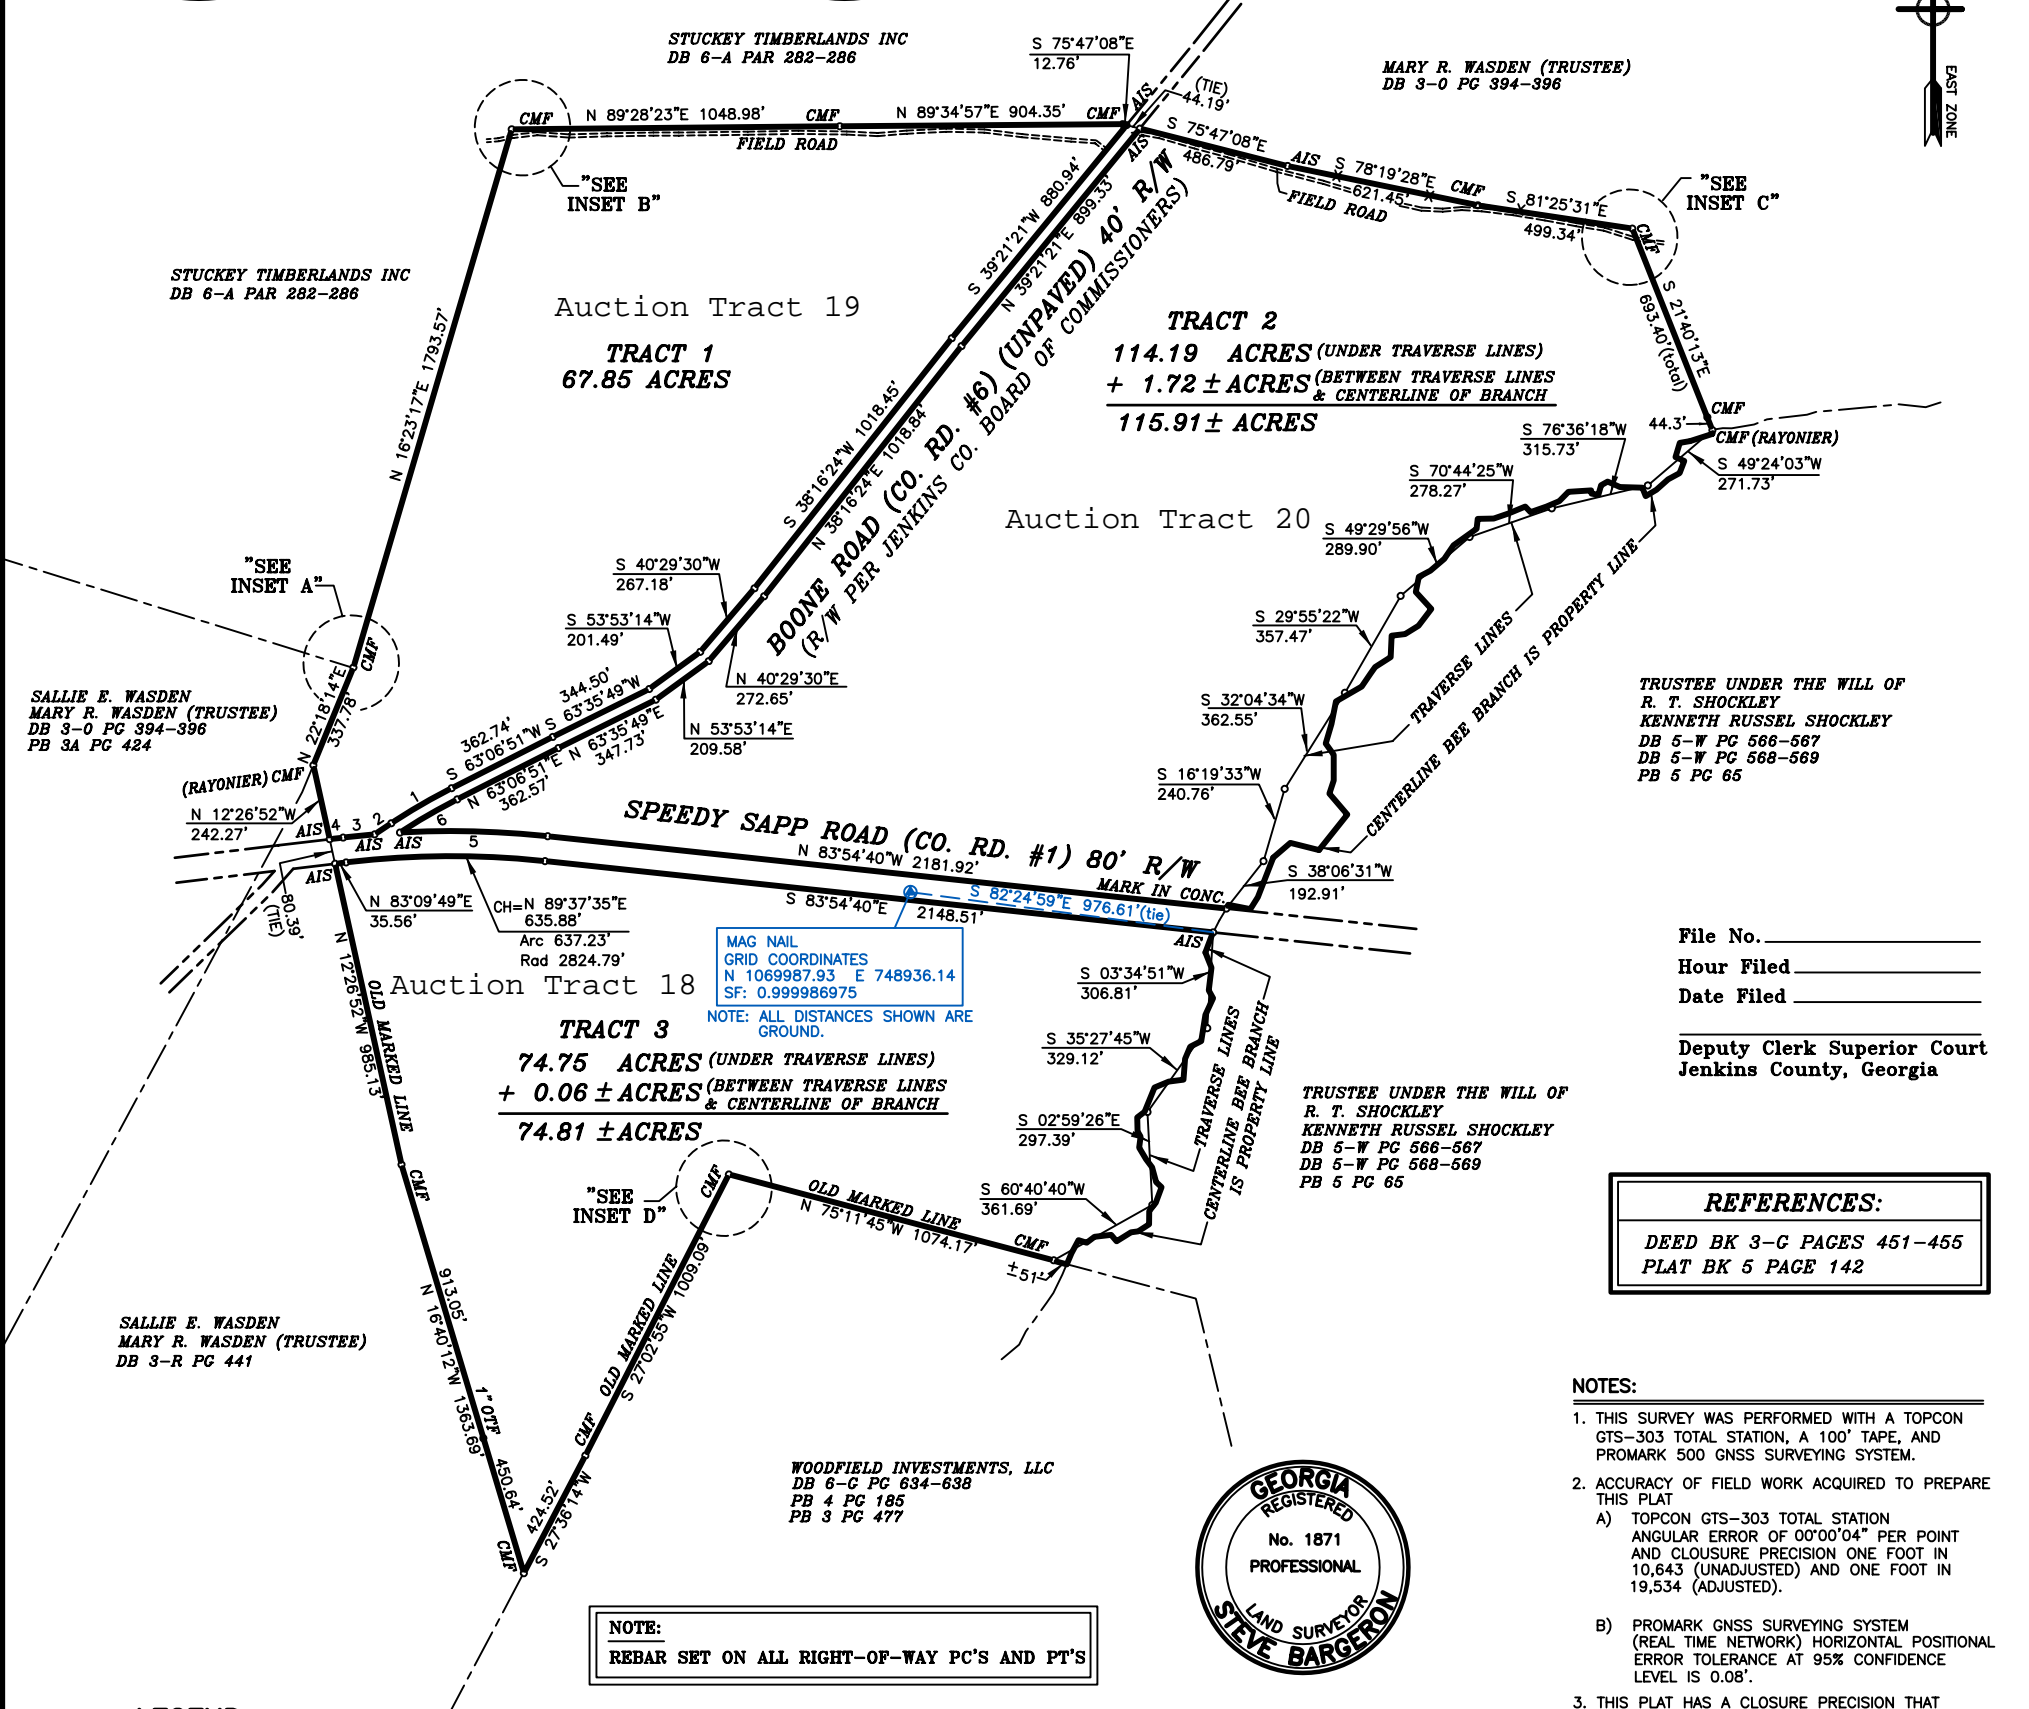 STUCKEY TIMBERLANDS INC
DB 6-A PAR 282-286
S 75°47'08"E
12.76'
(TIE)
44.19'
MARY R. WASDEN (TRUSTEE)
DB 3-0 PG 394-396
EAST ZONE
CMF
N 89°28'23"E 1048.98'
CMF
N 89°34'57"E 904.35'
CMF
AIS
FIELD ROAD
AIS
S 75°47'08"E
486.79'
AIS
S 78°19'28"E
621.45'
CMF
S 81°25'31"E
499.34'
CMF
FIELD ROAD
"SEE
INSET B"
"SEE
INSET C"
STUCKEY TIMBERLANDS INC
DB 6-A PAR 282-286
Auction Tract 19
TRACT 1
67.85 ACRES
N 16°23'17"E 1793.57'
S 39°21'21"W 880.94'
N 39°21'21"E 899.33'
S 38°16'24"W 1018.45'
N 38°16'24"E 1018.84'
BOONE ROAD (CO. RD. #6) (UNPAVED) 40' R/W
(R/W PER JENKINS CO. BOARD OF COMMISSIONERS)
TRACT 2
114.19 ACRES (UNDER TRAVERSE LINES)
+ 1.72 ± ACRES (BETWEEN TRAVERSE LINES
& CENTERLINE OF BRANCH
115.91± ACRES
S 21°40'13"E
693.40'(total)
CMF
44.3'
CMF (RAYONIER)
S 76°36'18"W
315.73'
S 49°24'03"W
271.73'
S 70°44'25"W
278.27'
Auction Tract 20
S 49°29'56"W
289.90'
S 29°55'22"W
357.47'
S 32°04'34"W
362.55'
S 16°19'33"W
240.76'
TRAVERSE LINES
CENTERLINE BEE BRANCH IS PROPERTY LINE
"SEE
INSET A"
CMF
S 40°29'30"W
267.18'
S 53°53'14"W
201.49'
N 40°29'30"E
272.65'
N 53°53'14"E
209.58'
344.50'
S 63°35'49"W
N 63°35'49"E
347.73'
362.74'
S 63°06'51"W
N 63°06'51"E
362.57'
SALLIE E. WASDEN
MARY R. WASDEN (TRUSTEE)
DB 3-0 PG 394-396
PB 3A PG 424
N 22°18'14"E
337.78'
(RAYONIER) CMF
N 12°26'52"W
242.27'
AIS
4
3
2
1
AIS
AIS
6
5
AIS
TRUSTEE UNDER THE WILL OF
R. T. SHOCKLEY
KENNETH RUSSEL SHOCKLEY
DB 5-W PG 566-567
DB 5-W PG 568-569
PB 5 PG 65
SPEEDY SAPP ROAD (CO. RD. #1) 80' R/W
N 83°54'40"W 2181.92'
MARK IN CONC.
S 38°06'31"W
192.91'
S 82°24'59"E 976.61'(tie)
S 83°54'40"E 2148.51'
AIS
80.39'
(TIE)
N 83°09'49"E
35.56'
CH=N 89°37'35"E
635.88'
Arc 637.23'
Rad 2824.79'
MAG NAIL
GRID COORDINATES
N 1069987.93 E 748936.14
SF: 0.999986975
NOTE: ALL DISTANCES SHOWN ARE
GROUND.
Auction Tract 18
TRACT 3
74.75 ACRES (UNDER TRAVERSE LINES)
+ 0.06 ± ACRES (BETWEEN TRAVERSE LINES
& CENTERLINE OF BRANCH
74.81 ± ACRES
N 12°26'52"W 985.13'
OLD MARKED LINE
CMF
S 03°34'51"W
306.81'
S 35°27'45"W
329.12'
S 02°59'26"E
297.39'
S 60°40'40"W
361.69'
TRAVERSE LINES
CENTERLINE BEE BRANCH
IS PROPERTY LINE
File No.
Hour Filed
Date Filed
Deputy Clerk Superior Court
Jenkins County, Georgia
TRUSTEE UNDER THE WILL OF
R. T. SHOCKLEY
KENNETH RUSSEL SHOCKLEY
DB 5-W PG 566-567
DB 5-W PG 568-569
PB 5 PG 65
"SEE
INSET D"
CMF
OLD MARKED LINE
N 75°11'45"W 1074.17'
CMF
±51'
OLD MARKED LINE
S 27°02'55"W 1009.09'
CMF
913.05'
N 16°40'12"W 1363.69'
1" OTF
450.64'
CMF
424.52'
S 27°36'14"W
SALLIE E. WASDEN
MARY R. WASDEN (TRUSTEE)
DB 3-R PG 441
WOODFIELD INVESTMENTS, LLC
DB 6-G PG 634-638
PB 4 PG 185
PB 3 PG 477
REFERENCES:
DEED BK 3-G PAGES 451-455
PLAT BK 5 PAGE 142
NOTES:
1. THIS SURVEY WAS PERFORMED WITH A TOPCON
GTS-303 TOTAL STATION, A 100' TAPE, AND
PROMARK 500 GNSS SURVEYING SYSTEM.
2. ACCURACY OF FIELD WORK ACQUIRED TO PREPARE
THIS PLAT
A) TOPCON GTS-303 TOTAL STATION
ANGULAR ERROR OF 00°00'04" PER POINT
AND CLOUSURE PRECISION ONE FOOT IN
10,643 (UNADJUSTED) AND ONE FOOT IN
19,534 (ADJUSTED).
B) PROMARK GNSS SURVEYING SYSTEM
(REAL TIME NETWORK) HORIZONTAL POSITIONAL
ERROR TOLERANCE AT 95% CONFIDENCE
LEVEL IS 0.08'.
3. THIS PLAT HAS A CLOSURE PRECISION THAT
GEORGIA
REGISTERED
No. 1871
PROFESSIONAL
LAND SURVEYOR
STEVE BARGERON
NOTE:
REBAR SET ON ALL RIGHT-OF-WAY PC'S AND PT'S